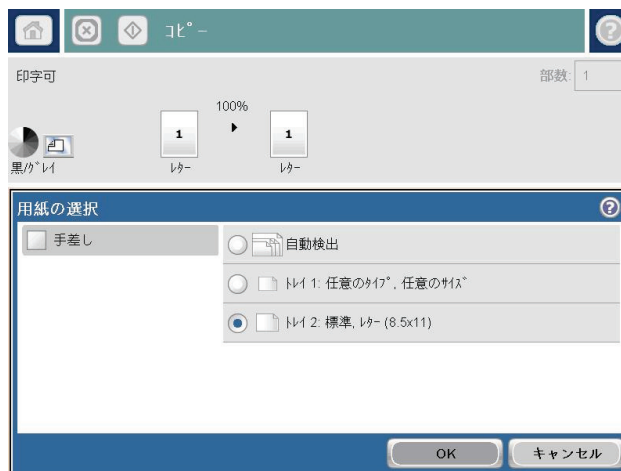 コピー
印字可
部数: 1
100%
1
1
黒/グレイ
レター
レター
用紙の選択
手差し
自動検出
トレイ 1: 任意のタイプ, 任意のサイズ
トレイ 2: 標準, レター (8.5x11)
OK
キャンセル